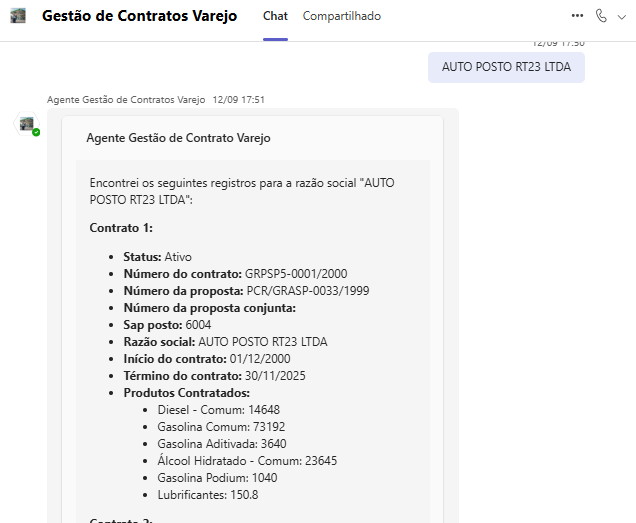 Gestão de Contratos Varejo Chat Compartilhado
12/09 17:50
AUTO POSTO RT23 LTDA
Agente Gestão de Contratos Varejo 12/09 17:51
Agente Gestão de Contrato Varejo
Encontrei os seguintes registros para a razão social "AUTO
POSTO RT23 LTDA":
Contrato 1:
Status: Ativo
Número do contrato: GRPSP5-0001/2000
Número da proposta: PCR/GRASP-0033/1999
Número da proposta conjunta:
Sap posto: 6004
Razão social: AUTO POSTO RT23 LTDA
Início do contrato: 01/12/2000
Término do contrato: 30/11/2025
Produtos Contratados:
Diesel - Comum: 14648
Gasolina Comum: 73192
Gasolina Aditivada: 3640
Álcool Hidratado - Comum: 23645
Gasolina Podium: 1040
Lubrificantes: 150.8
Contrato 2: